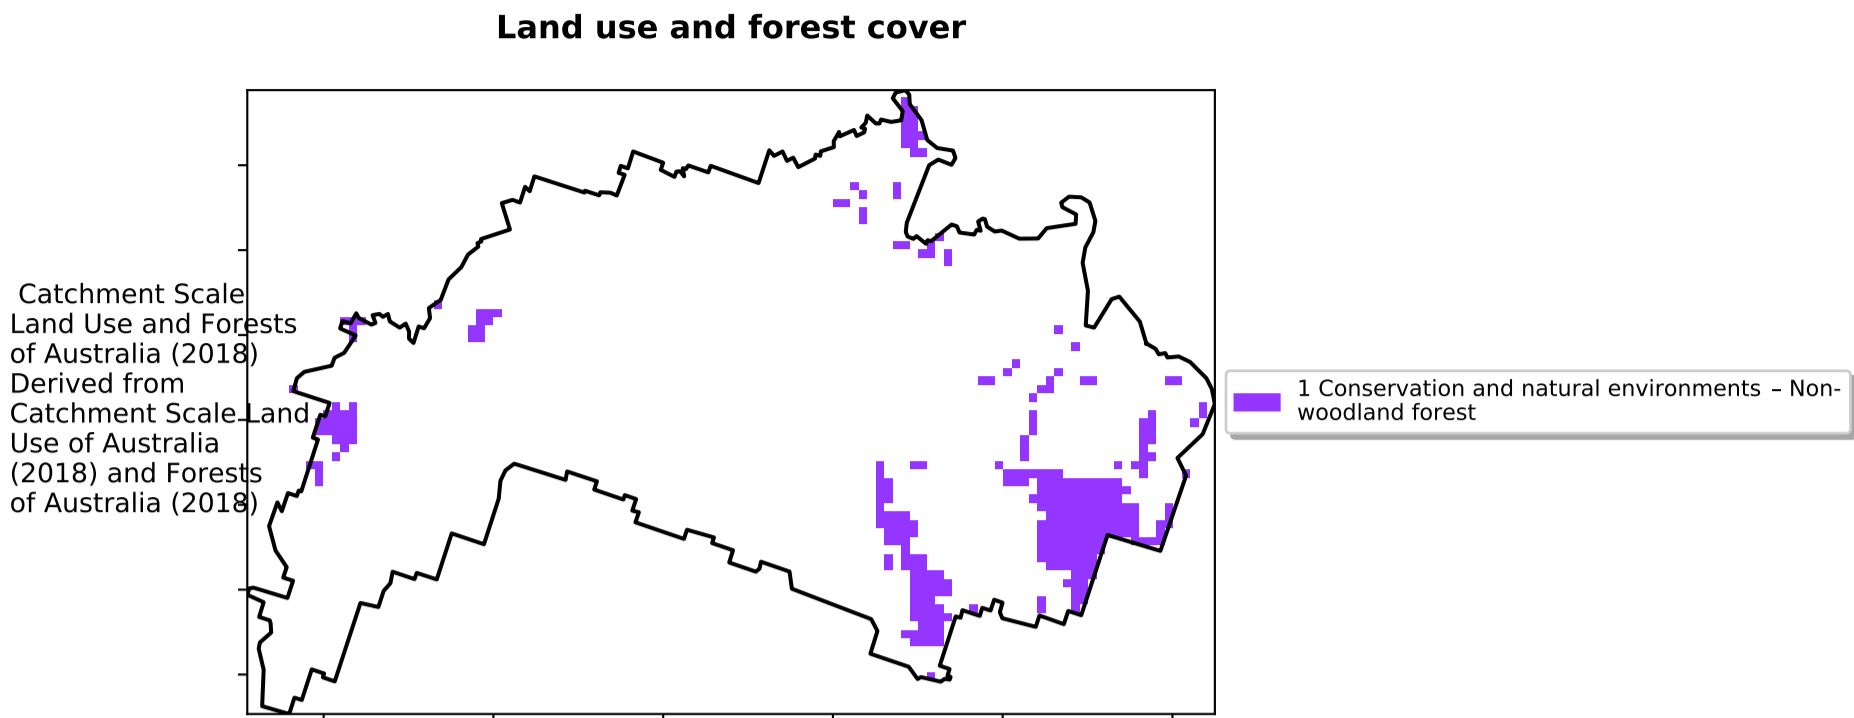 Land use and forest cover
Catchment Scale
Land Use and Forests
of Australia (2018)
Derived from
Catchment Scale Land
Use of Australia
(2018) and Forests
of Australia (2018)
1 Conservation and natural environments – Non-
woodland forest